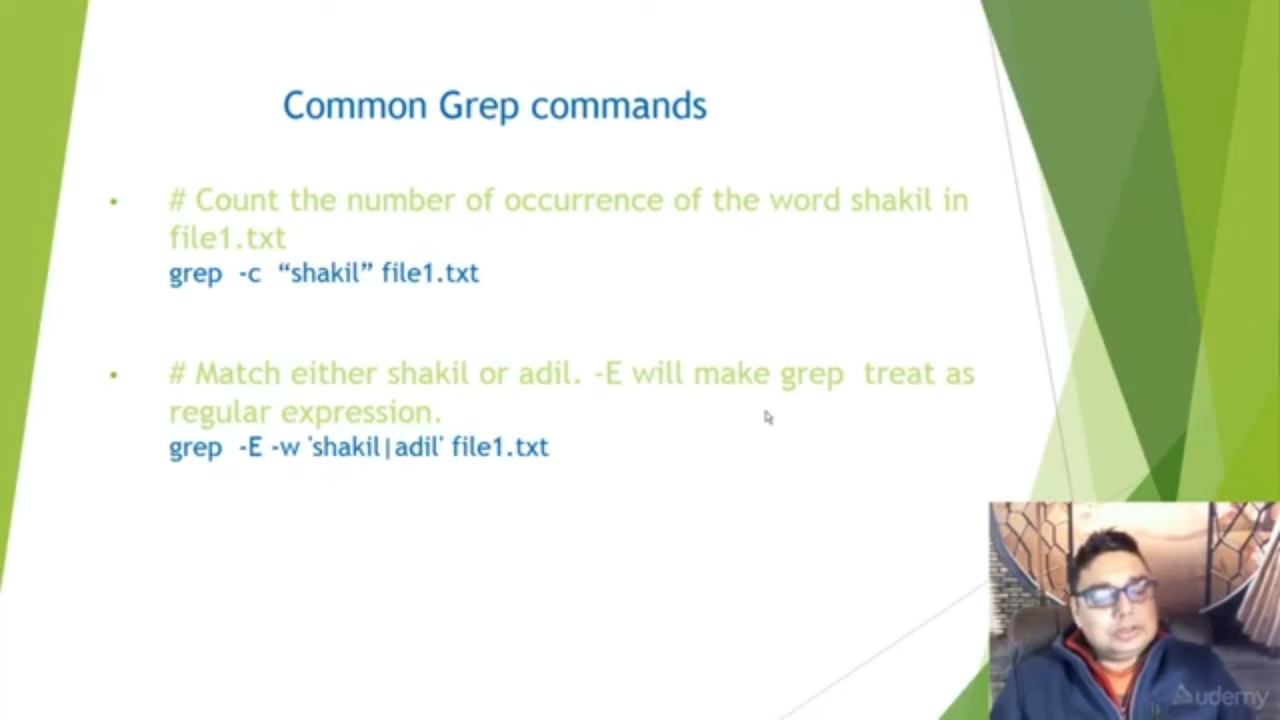 Common Grep commands
• # Count the number of occurrence of the word shakil in
file1.txt
grep -c “shakil” file1.txt
• # Match either shakil or adil. -E will make grep treat as
regular expression.
grep -E -w 'shakil|adil' file1.txt
udemy